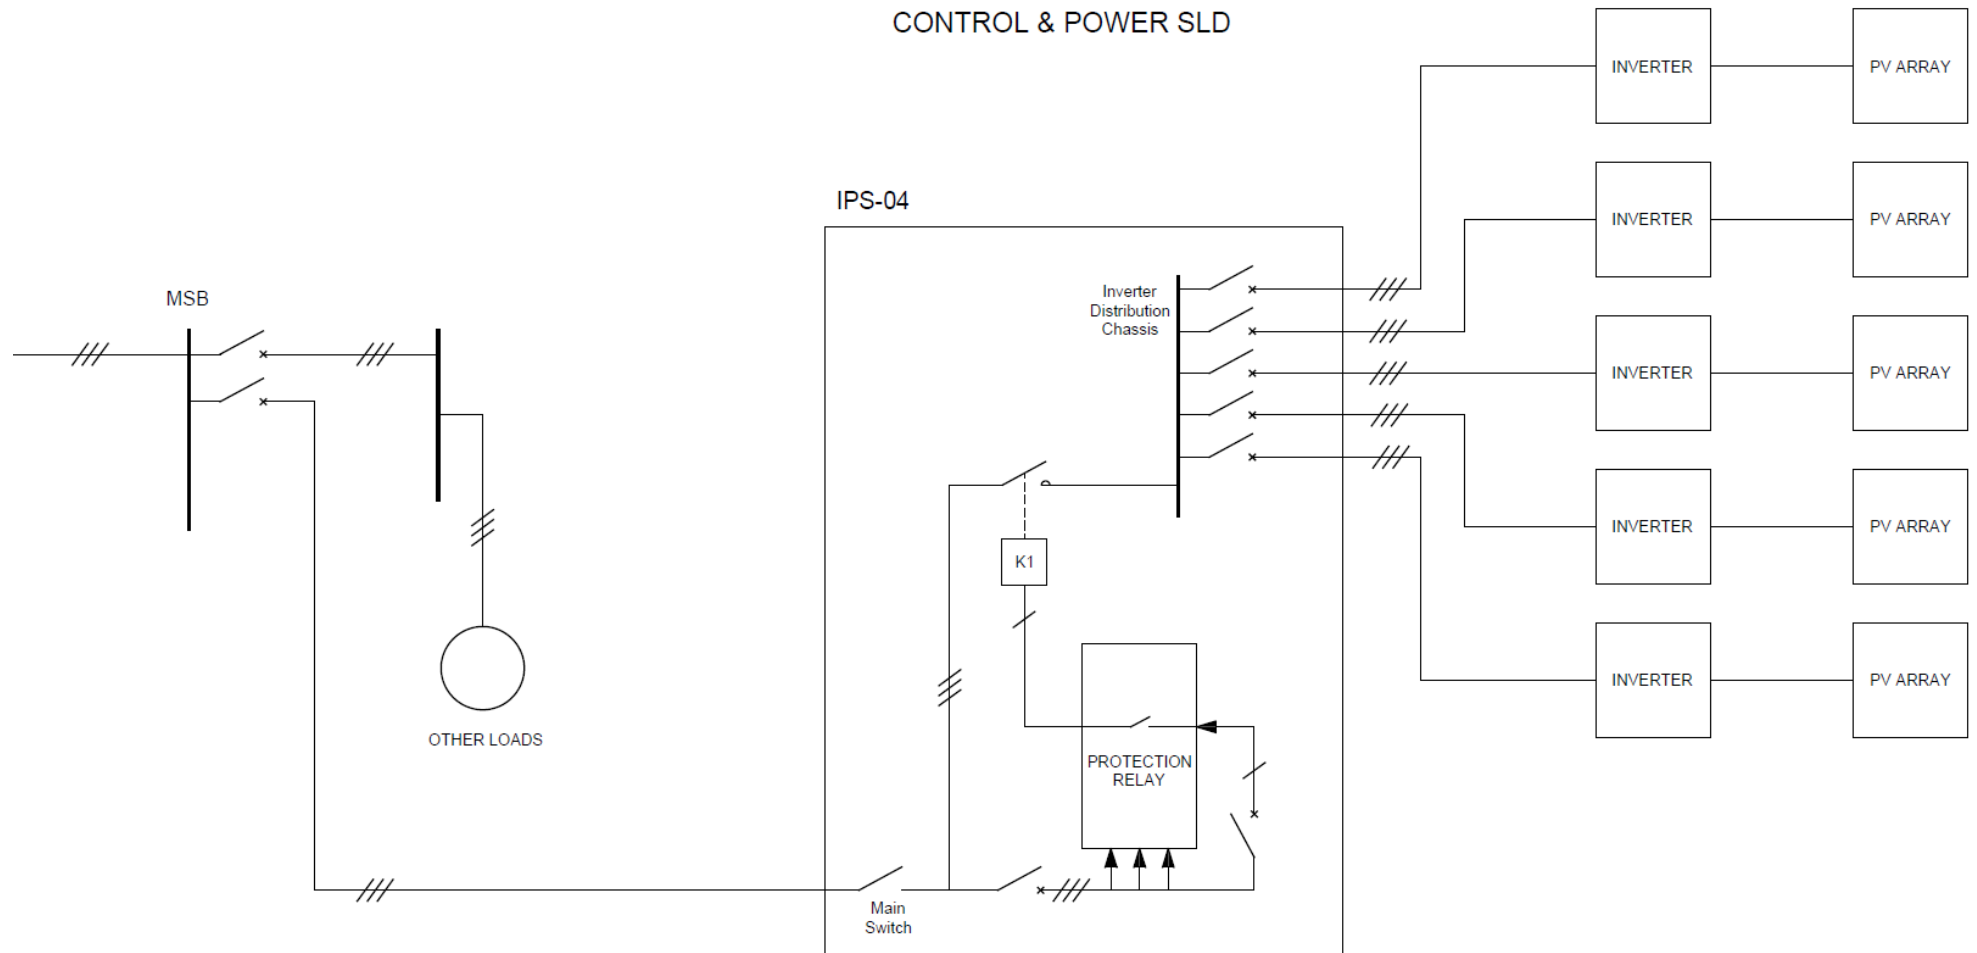 CONTROL & POWER SLD
INVERTER
PV ARRAY
INVERTER
PV ARRAY
IPS-04
MSB
Inverter
Distribution
Chassis
INVERTER
PV ARRAY
INVERTER
PV ARRAY
K1
INVERTER
PV ARRAY
OTHER LOADS
PROTECTION
RELAY
Main
Switch